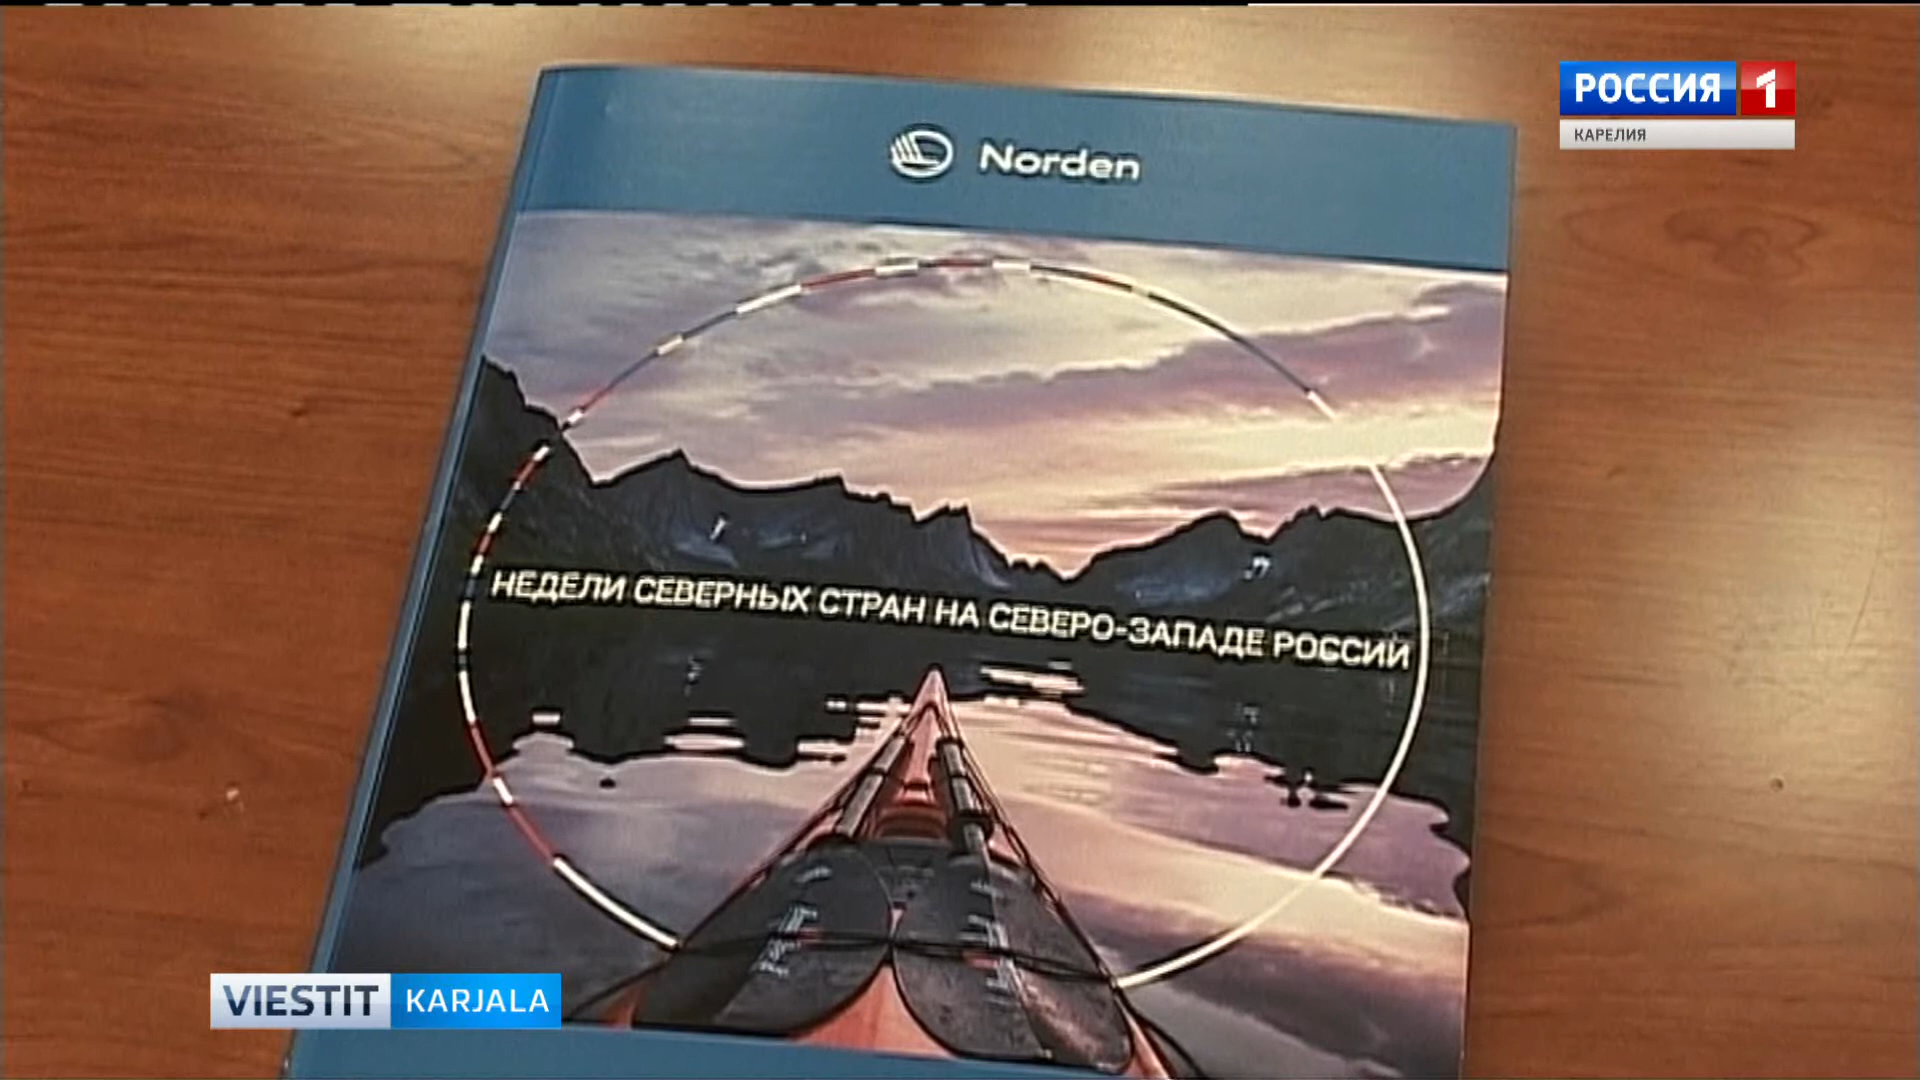 РОССИЯ 1
КАРЕЛИЯ
Norden
НЕДЕЛИ СЕВЕРНЫХ СТРАН НА СЕВЕРО-ЗАПАДЕ РОССИИ
VIESTIT KARJALA